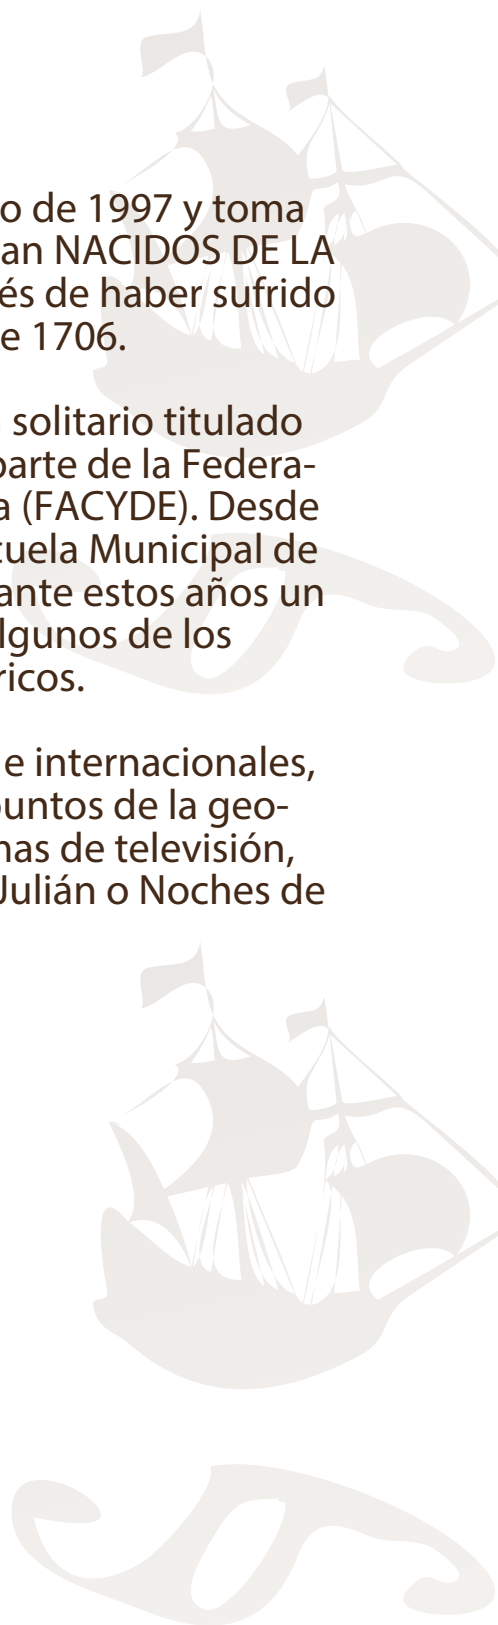 o de 1997 y toma
an NACIDOS DE LA
és de haber sufrido
e 1706.
solitario titulado
parte de la Federa-
a (FACYDE). Desde
cuela Municipal de
ante estos años un
lgunos de los
ricos.
e internacionales,
puntos de la geo-
mas de televisión,
Julián o Noches de